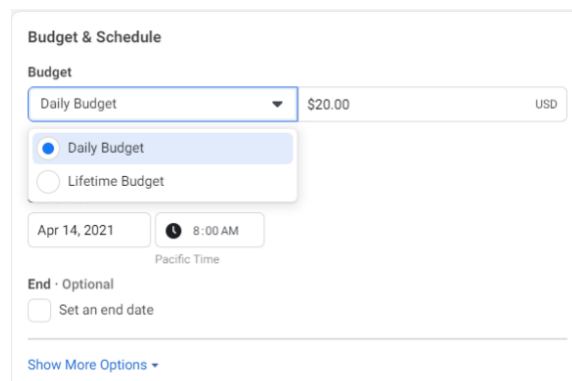 Budget & Schedule
Budget
Daily Budget $20.00 USD
Daily Budget
Lifetime Budget
Apr 14, 2021 8:00 AM
Pacific Time
End · Optional
Set an end date
Show More Options